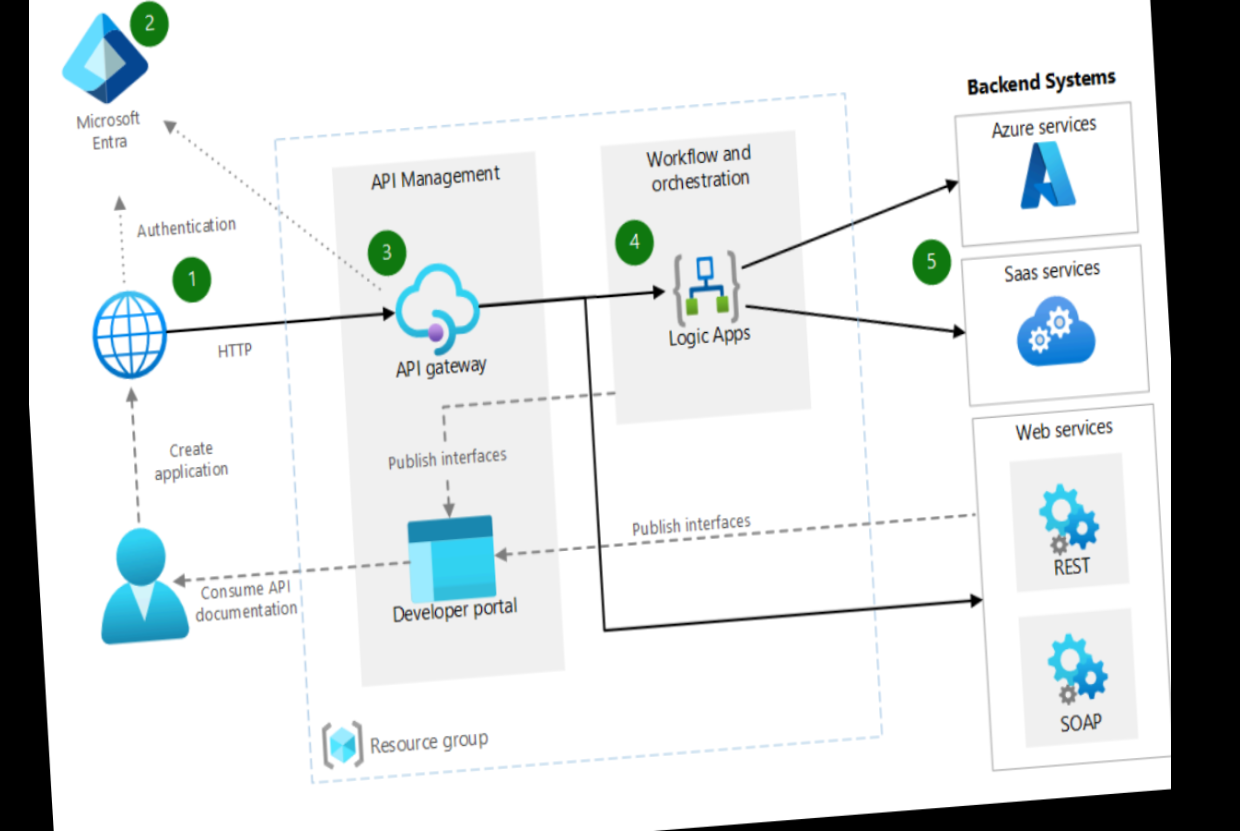 2
Microsoft
Entra
Authentication
1
HTTP
Create
application
Consume API
documentation
API Management
3
API gateway
Publish interfaces
Developer portal
Resource group
Workflow and
orchestration
4
Logic Apps
Publish interfaces
Backend Systems
Azure services
5
Saas services
Web services
REST
SOAP